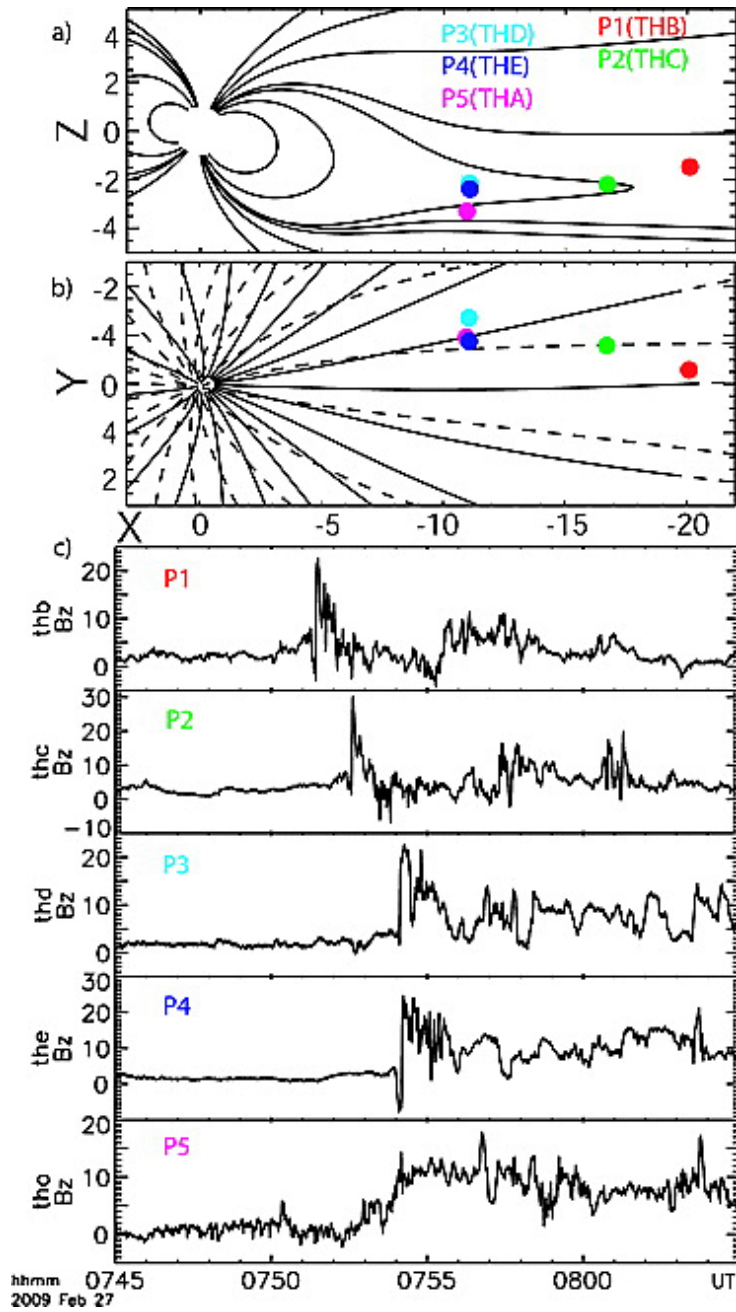 a)
P3(THD) P1(THB)
P4(THE) P2(THC)
P5(THA)
Z
4
2
0
-2
-4
b)
Y
-2
-4
0
4
2
X 0 -5 -10 -15 -20
c)
P1
thb
Bz
20
10
0
P2
thc
Bz
30
20
10
0
-10
P3
thd
Bz
20
10
0
P4
the
Bz
30
20
10
0
P5
tha
Bz
20
10
0
hhmm 0745 0750 0755 0800 UT
2009 Feb 27